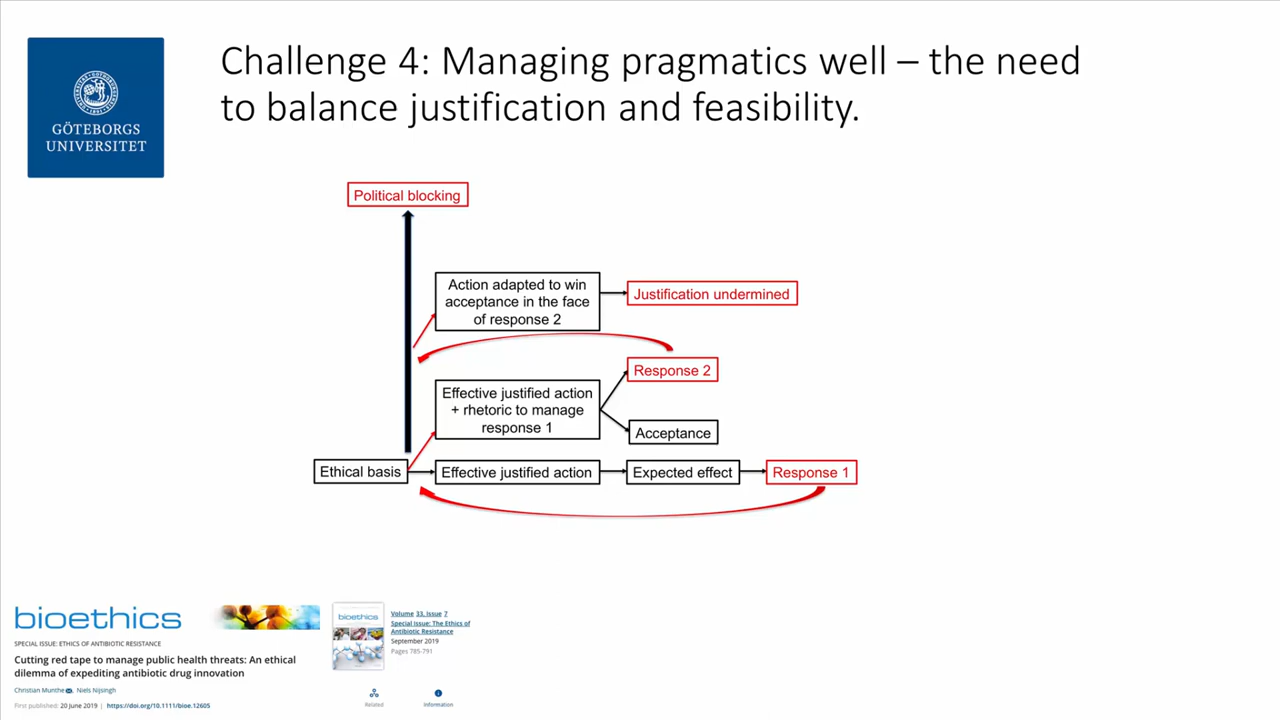 Challenge 4: Managing pragmatics well – the need
to balance justification and feasibility.
GÖTEBORGS
UNIVERSITET
Political blocking
Action adapted to win
acceptance in the face
of response 2
Justification undermined
Response 2
Effective justified action
+ rhetoric to manage
response 1
Acceptance
Ethical basis
Effective justified action
Expected effect
Response 1
bioethics
SPECIAL ISSUE: ETHICS OF ANTIBIOTIC RESISTANCE
Cutting red tape to manage public health threats: An ethical
dilemma of expediting antibiotic drug innovation
Christian Munthe, Niels Nijsingh
First published: 20 June 2019 | https://doi.org/10.1111/bioe.12605
bioethics
Volume 33, Issue 7
Special Issue: The Ethics of
Antibiotic Resistance
September 2019
Pages 785-791
Related
Information